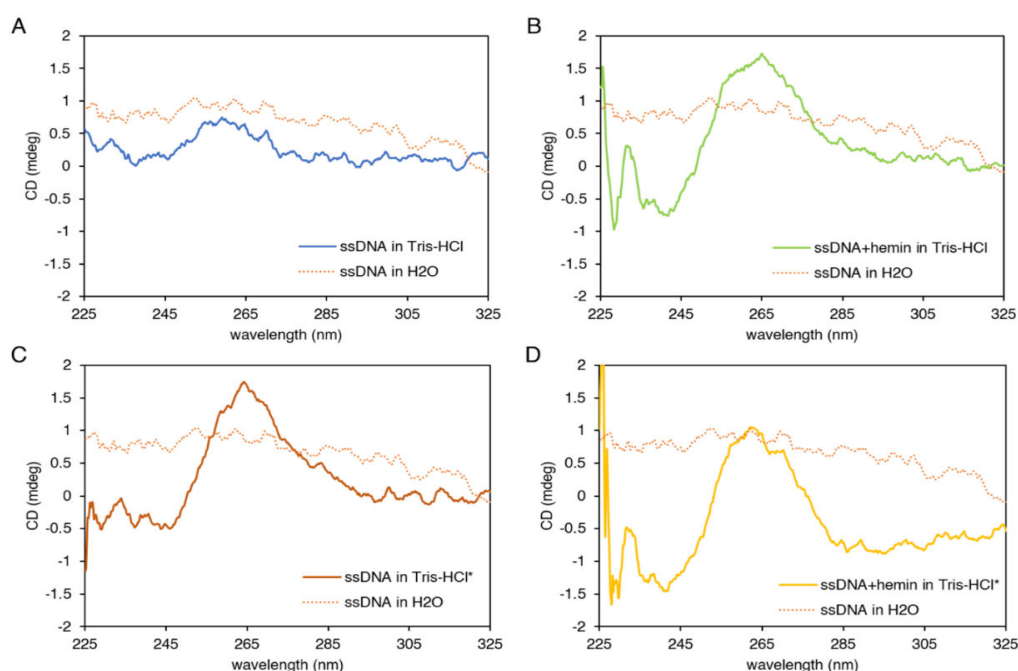 A
2
1.5
1
0.5
0
-0.5
-1
-1.5
-2
CD (mdeg)
ssDNA in Tris-HCl
ssDNA in H2O
225 245 265 285 305 325
wavelength (nm)
B
2
1.5
1
0.5
0
-0.5
-1
-1.5
-2
CD (mdeg)
ssDNA+hemin in Tris-HCl
ssDNA in H2O
225 245 265 285 305 325
wavelength (nm)
C
2
1.5
1
0.5
0
-0.5
-1
-1.5
-2
CD (mdeg)
ssDNA in Tris-HCl*
ssDNA in H2O
225 245 265 285 305 325
wavelength (nm)
D
2
1.5
1
0.5
0
-0.5
-1
-1.5
-2
CD (mdeg)
ssDNA+hemin in Tris-HCl*
ssDNA in H2O
225 245 265 285 305 325
wavelength (nm)